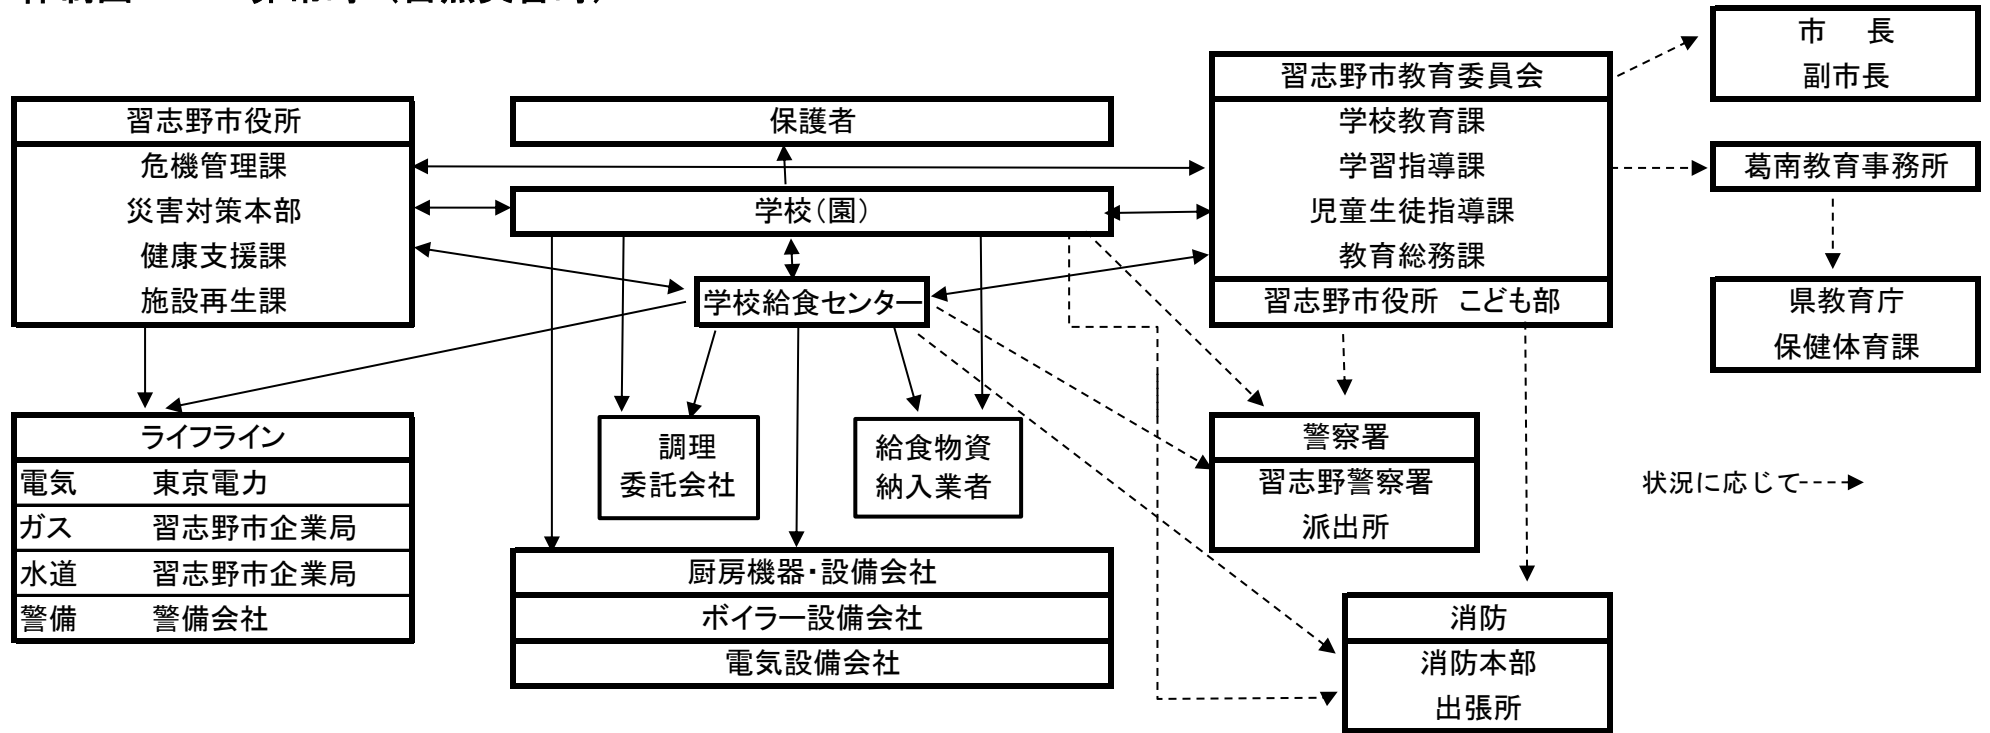 市　長
副市長
習志野市教育委員会
学校教育課
学習指導課
児童生徒指導課
教育総務課
習志野市役所　こども部
習志野市役所
危機管理課
災害対策本部
健康支援課
施設再生課
保護者
学校（園）
学校給食センター
葛南教育事務所
県教育庁
保健体育課
ライフライン
電気　東京電力
ガス　習志野市企業局
水道　習志野市企業局
警備　警備会社
調理
委託会社
給食物資
納入業者
厨房機器・設備会社
ボイラー設備会社
電気設備会社
警察署
習志野警察署
派出所
消防
消防本部
出張所
状況に応じて